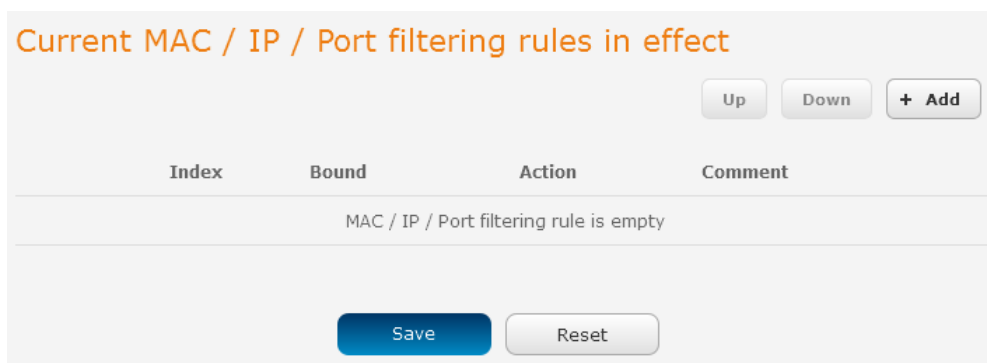 Current MAC / IP / Port filtering rules in effect
Up Down + Add
Index Bound Action Comment
MAC / IP / Port filtering rule is empty
Save Reset